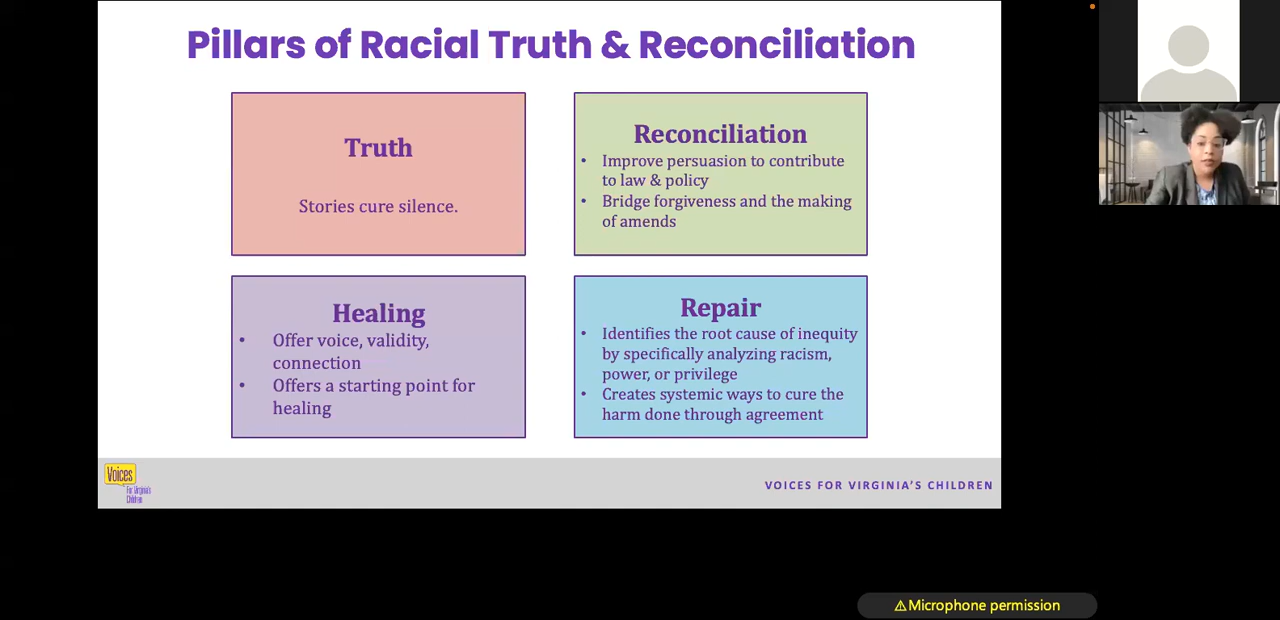 Pillars of Racial Truth & Reconciliation
Truth
Stories cure silence.
Reconciliation
• Improve persuasion to contribute
to law & policy
• Bridge forgiveness and the making
of amends
Healing
• Offer voice, validity,
connection
• Offers a starting point for
healing
Repair
• Identifies the root cause of inequity
by specifically analyzing racism,
power, or privilege
• Creates systemic ways to cure the
harm done through agreement
Voices
For Virginia's
Children
VOICES FOR VIRGINIA'S CHILDREN
⚠Microphone permission